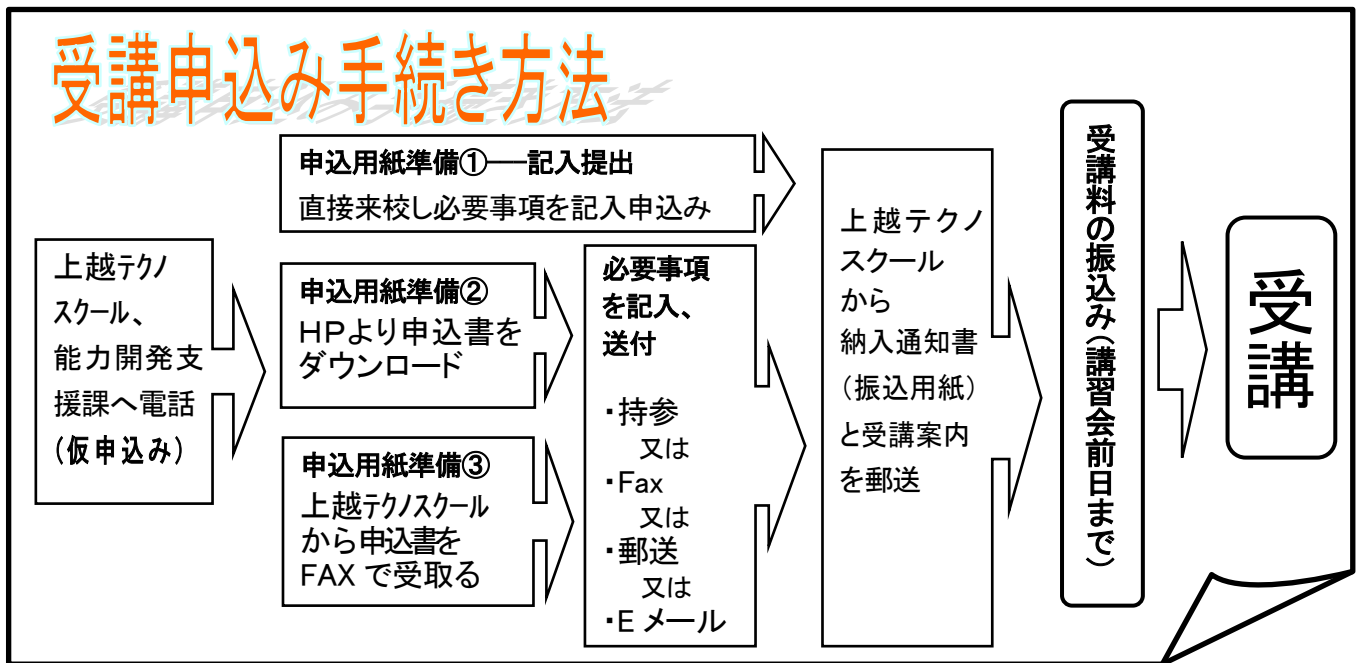 受講申込み手続き方法
上越テクノ
スクール、
能力開発支
援課へ電話
(仮申込み)
申込用紙準備①―記入提出
直接来校し必要事項を記入申込み
申込用紙準備②
HPより申込書を
ダウンロード
申込用紙準備③
上越テクノスクール
から申込書を
FAX で受取る
必要事項
を記入、
送付
・持参
又は
・Fax
又は
・郵送
又は
・E メール
上越テクノ
スクール
から
納入通知書
(振込用紙)
と受講案内
を郵送
受講料の振込み(講習会前日まで)
受講